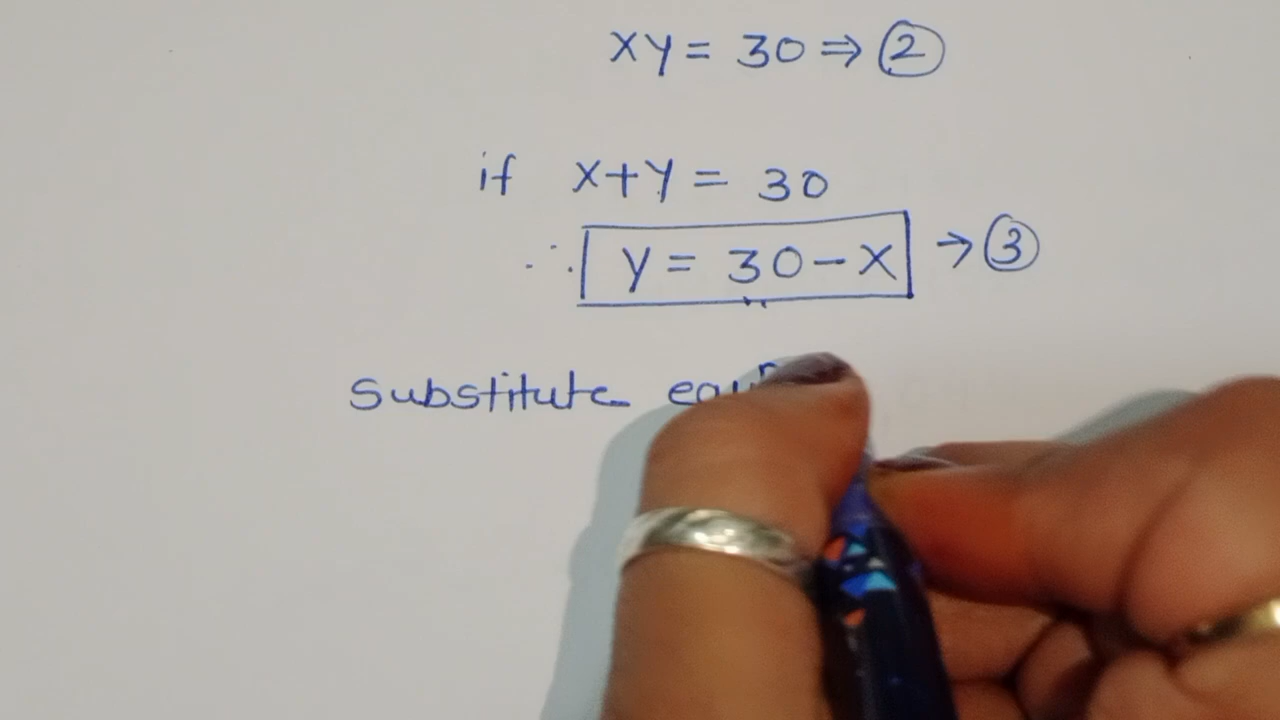 xy = 30 ⇒ ②
if x+y = 30
∴ y = 30-x → ③
Substitute